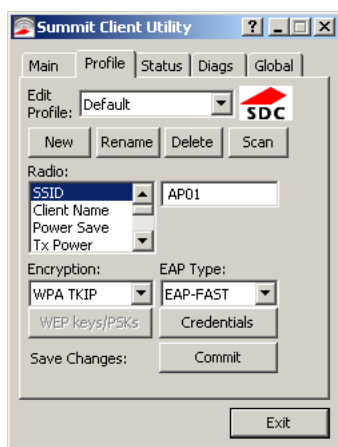 Summit Client Utility
Main Profile Status Diags Global
Edit
Profile: Default
SDC
New Rename Delete Scan
Radio:
SSID AP01
Client Name
Power Save
Tx Power
Encryption: EAP Type:
WPA TKIP EAP-FAST
WEP keys/PSKs Credentials
Save Changes: Commit
Exit